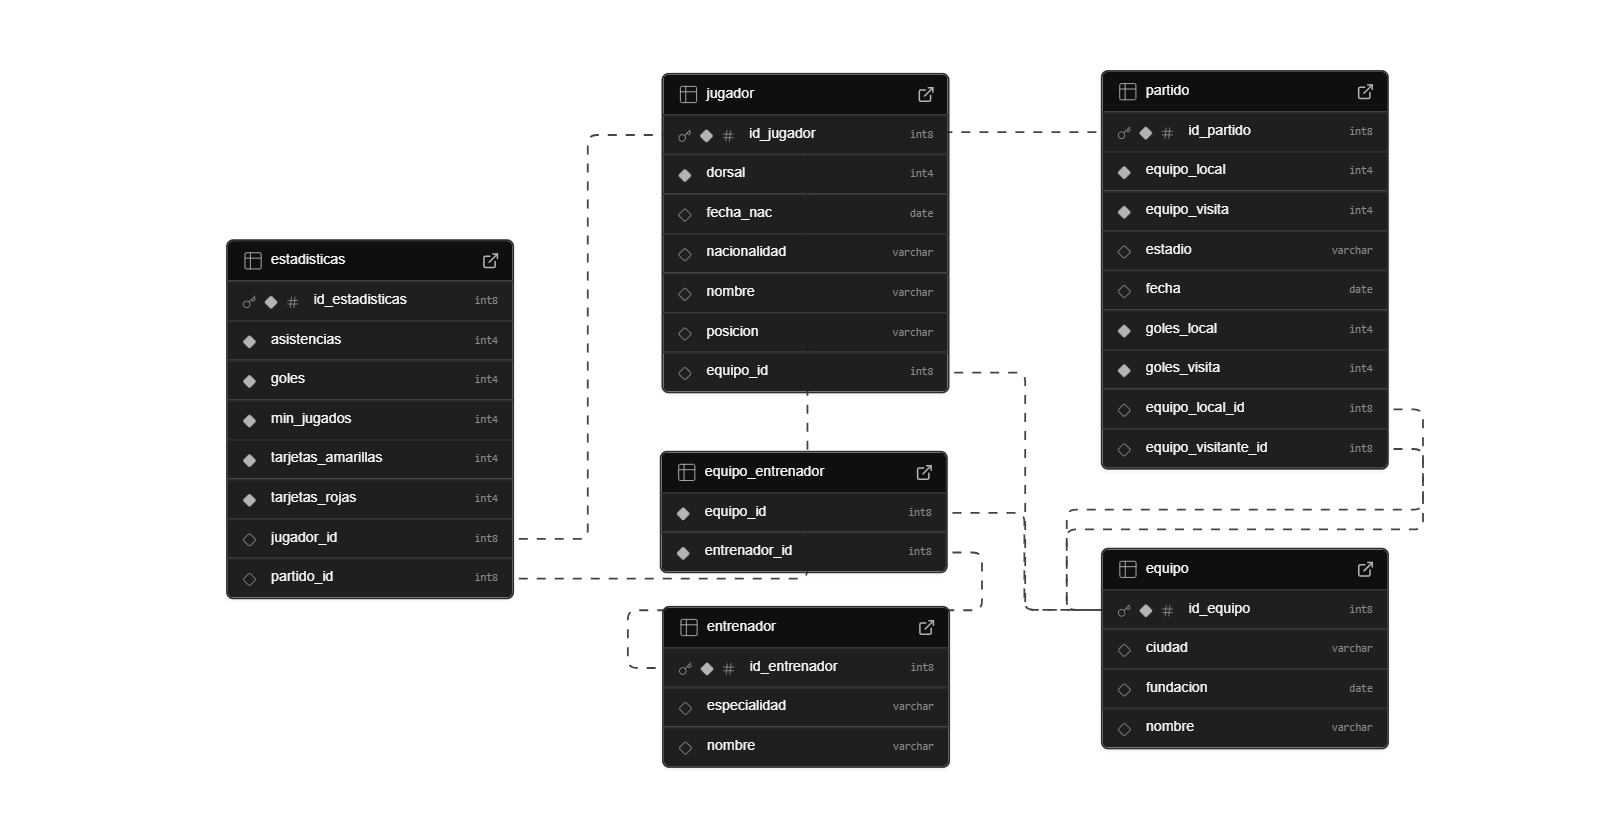 estadisticas
id_estadisticas int8
asistencias int4
goles int4
min_jugados int4
tarjetas_amarillas int4
tarjetas_rojas int4
jugador_id int8
partido_id int8
jugador
# id_jugador int8
dorsal int4
fecha_nac date
nacionalidad varchar
nombre varchar
posicion varchar
equipo_id int8
equipo_entrenador
equipo_id int8
entrenador_id int8
entrenador
# id_entrenador int8
especialidad varchar
nombre varchar
partido
# id_partido int8
equipo_local int4
equipo_visita int4
estadio varchar
fecha date
goles_local int4
goles_visita int4
equipo_local_id int8
equipo_visitante_id int8
equipo
# id_equipo int8
ciudad varchar
fundacion date
nombre varchar